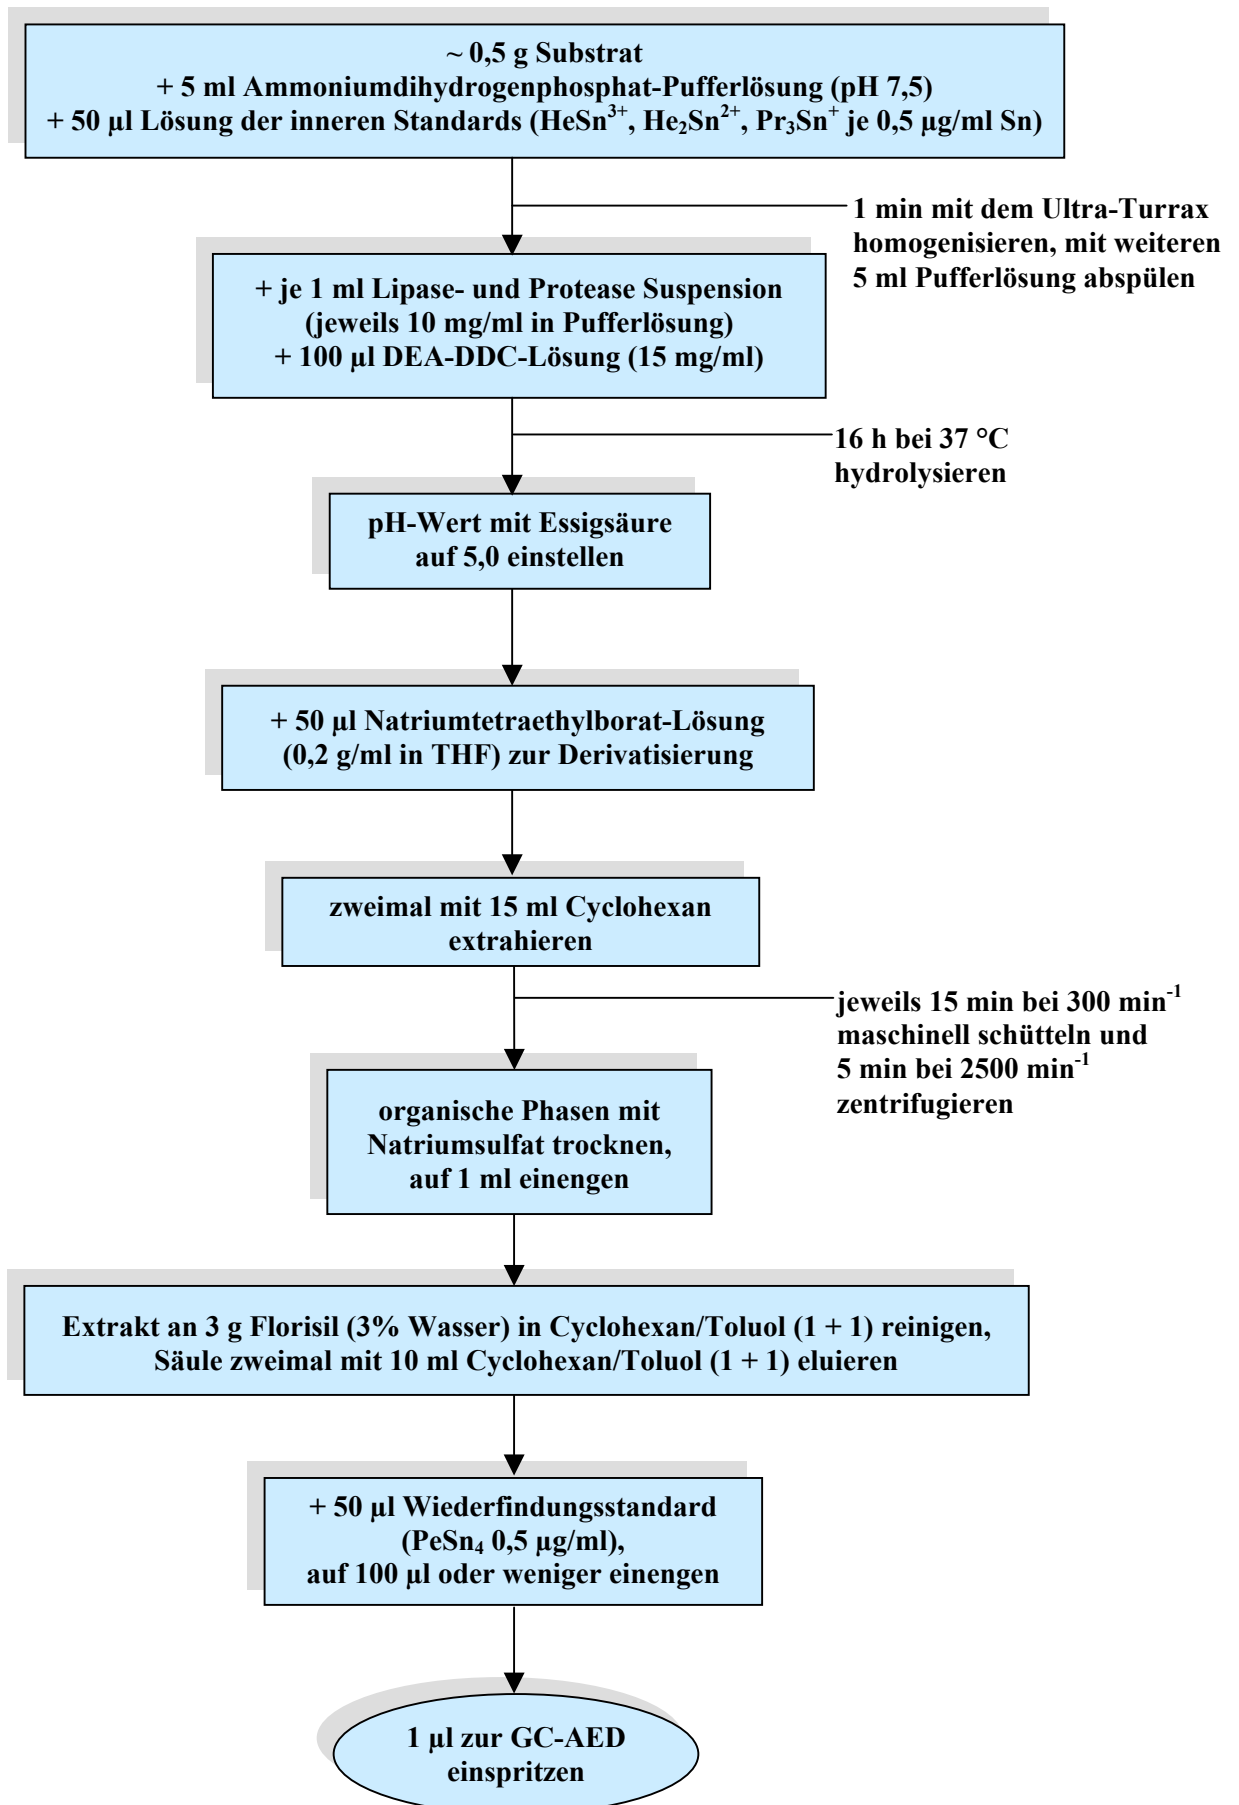 ~ 0,5 g Substrat
+ 5 ml Ammoniumdihydrogenphosphat-Pufferlösung (pH 7,5)
+ 50 µl Lösung der inneren Standards (HeSn³⁺, He₂Sn²⁺, Pr₃Sn⁺ je 0,5 µg/ml Sn)
1 min mit dem Ultra-Turrax
homogenisieren, mit weiteren
5 ml Pufferlösung abspülen
+ je 1 ml Lipase- und Protease Suspension
(jeweils 10 mg/ml in Pufferlösung)
+ 100 µl DEA-DDC-Lösung (15 mg/ml)
16 h bei 37 °C
hydrolysieren
pH-Wert mit Essigsäure
auf 5,0 einstellen
+ 50 µl Natriumtetraethylborat-Lösung
(0,2 g/ml in THF) zur Derivatisierung
zweimal mit 15 ml Cyclohexan
extrahieren
jeweils 15 min bei 300 min⁻¹
maschinell schütteln und
5 min bei 2500 min⁻¹
zentrifugieren
organische Phasen mit
Natriumsulfat trocknen,
auf 1 ml einengen
Extrakt an 3 g Florisil (3% Wasser) in Cyclohexan/Toluol (1 + 1) reinigen,
Säule zweimal mit 10 ml Cyclohexan/Toluol (1 + 1) eluieren
+ 50 µl Wiederfindungsstandard
(PeSn₄ 0,5 µg/ml),
auf 100 µl oder weniger einengen
1 µl zur GC-AED
einspritzen